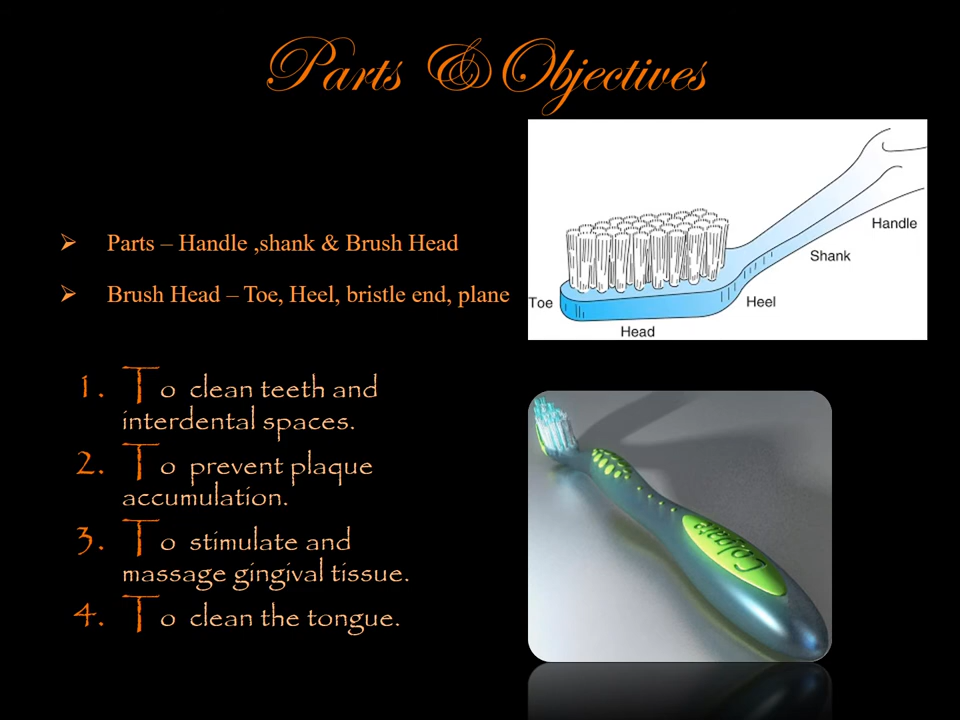 Parts & Objectives
Parts – Handle ,shank & Brush Head
Brush Head – Toe, Heel, bristle end, plane
1. To clean teeth and
interdental spaces.
2. To prevent plaque
accumulation.
3. To stimulate and
massage gingival tissue.
4. To clean the tongue.
Handle
Shank
Heel
Toe
Head
Colgate